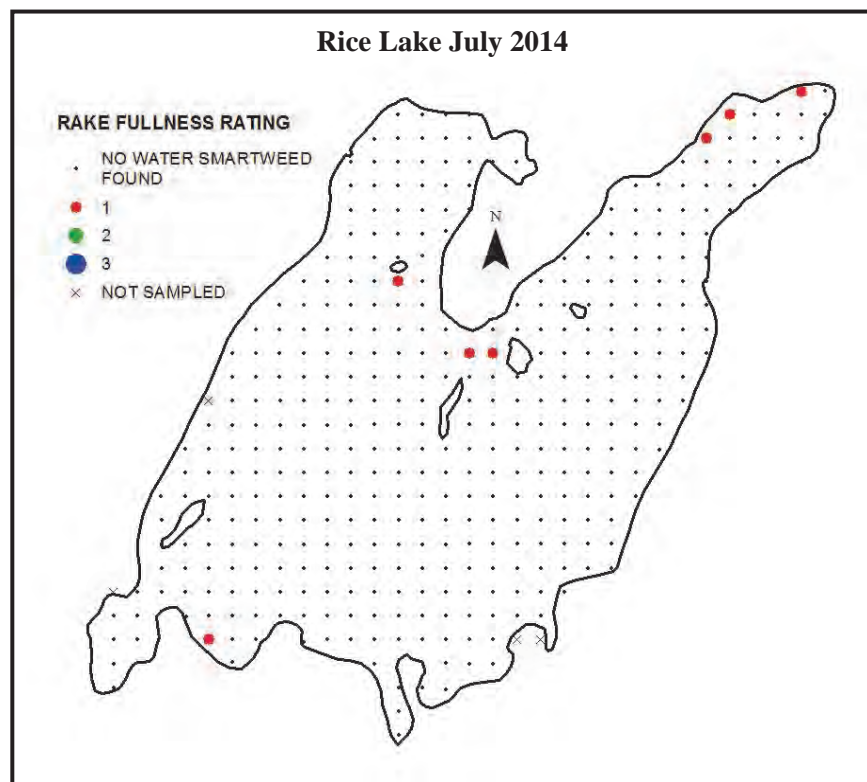 Rice Lake July 2014
RAKE FULLNESS RATING
NO WATER SMARTWEED
FOUND
1
2
3
NOT SAMPLED
N